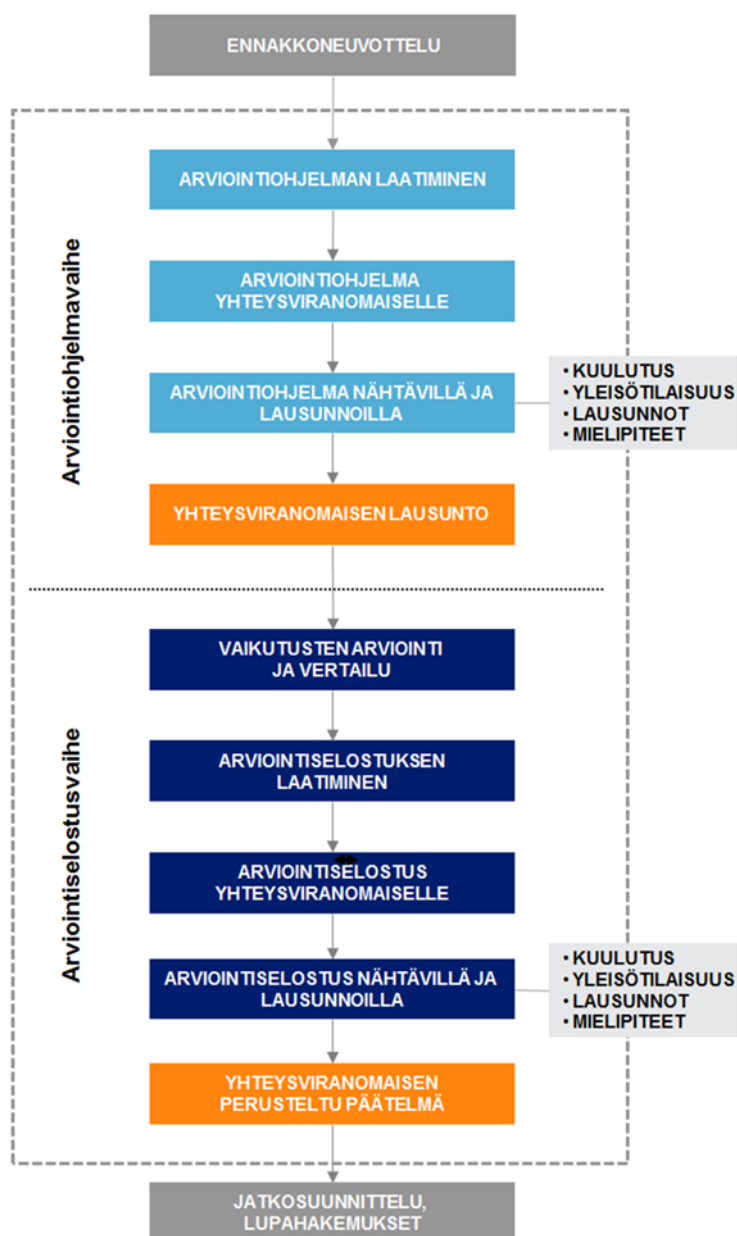 ENNAKKONEUVOTTELU
Arviointiohjelmavaihe
ARVIOINTIOHJELMAN LAATIMINEN
ARVIOINTIOHJELMA
YHTEYSVIRANOMAISELLE
ARVIOINTIOHJELMA NÄHTÄVILLÄ JA
LAUSUNNOILLA
• KUULUTUS
• YLEISÖTILAISUUS
• LAUSUNNOT
• MIELIPITEET
YHTEYSVIRANOMAISEN LAUSUNTO
Arviointiselostusvaihe
VAIKUTUSTEN ARVIOINTI
JA VERTAILU
ARVIOINTISELOSTUKSEN
LAATIMINEN
ARVIOINTISELOSTUS
YHTEYSVIRANOMAISELLE
ARVIOINTISELOSTUS NÄHTÄVILLÄ JA
LAUSUNNOILLA
• KUULUTUS
• YLEISÖTILAISUUS
• LAUSUNNOT
• MIELIPITEET
YHTEYSVIRANOMAISEN
PERUSTELTU PÄÄTELMÄ
JATKOSUUNNITTELU,
LUPAHAKEMUKSET